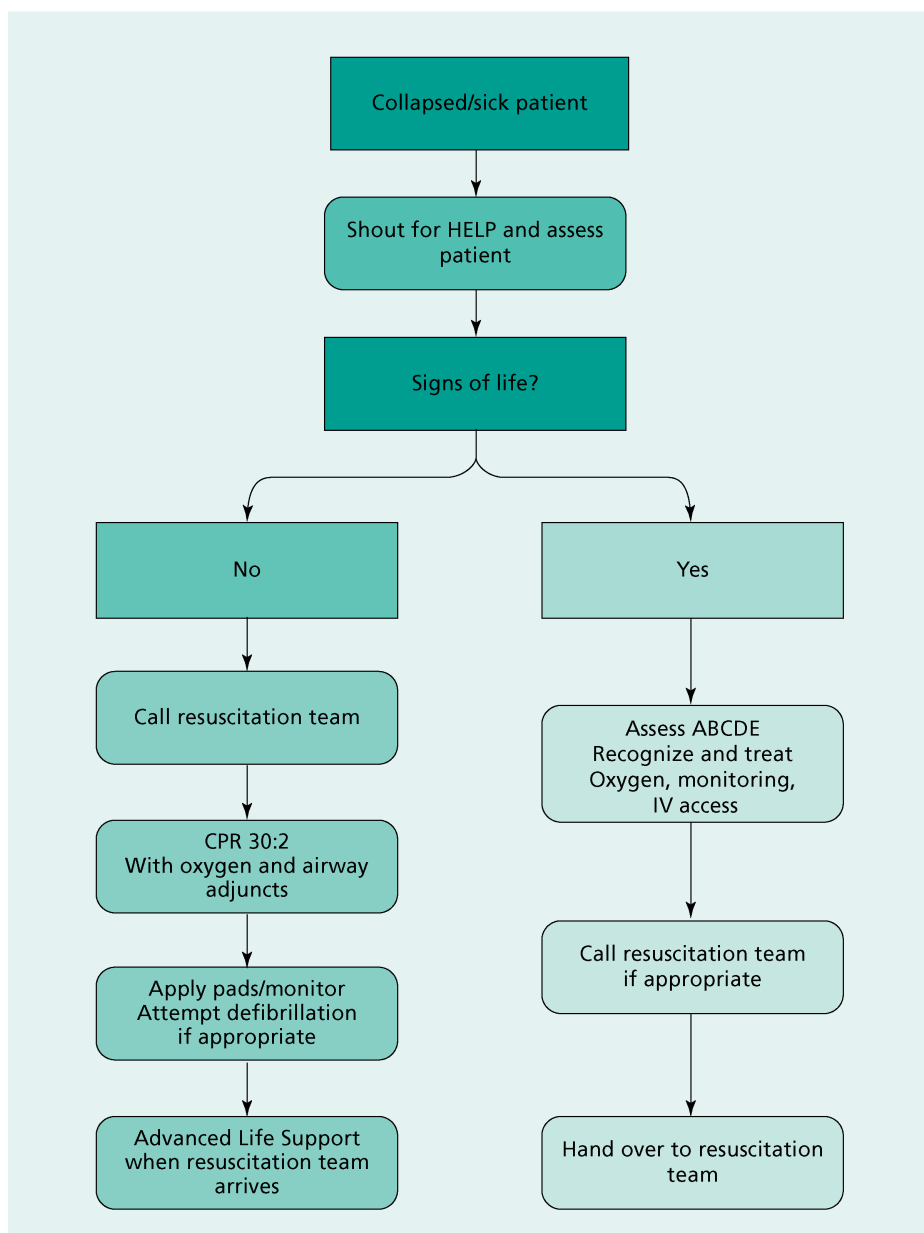 Collapsed/sick patient
Shout for HELP and assess
patient
Signs of life?
No
Yes
Call resuscitation team
CPR 30:2
With oxygen and airway
adjuncts
Apply pads/monitor
Attempt defibrillation
if appropriate
Advanced Life Support
when resuscitation team
arrives
Assess ABCDE
Recognize and treat
Oxygen, monitoring,
IV access
Call resuscitation team
if appropriate
Hand over to resuscitation
team